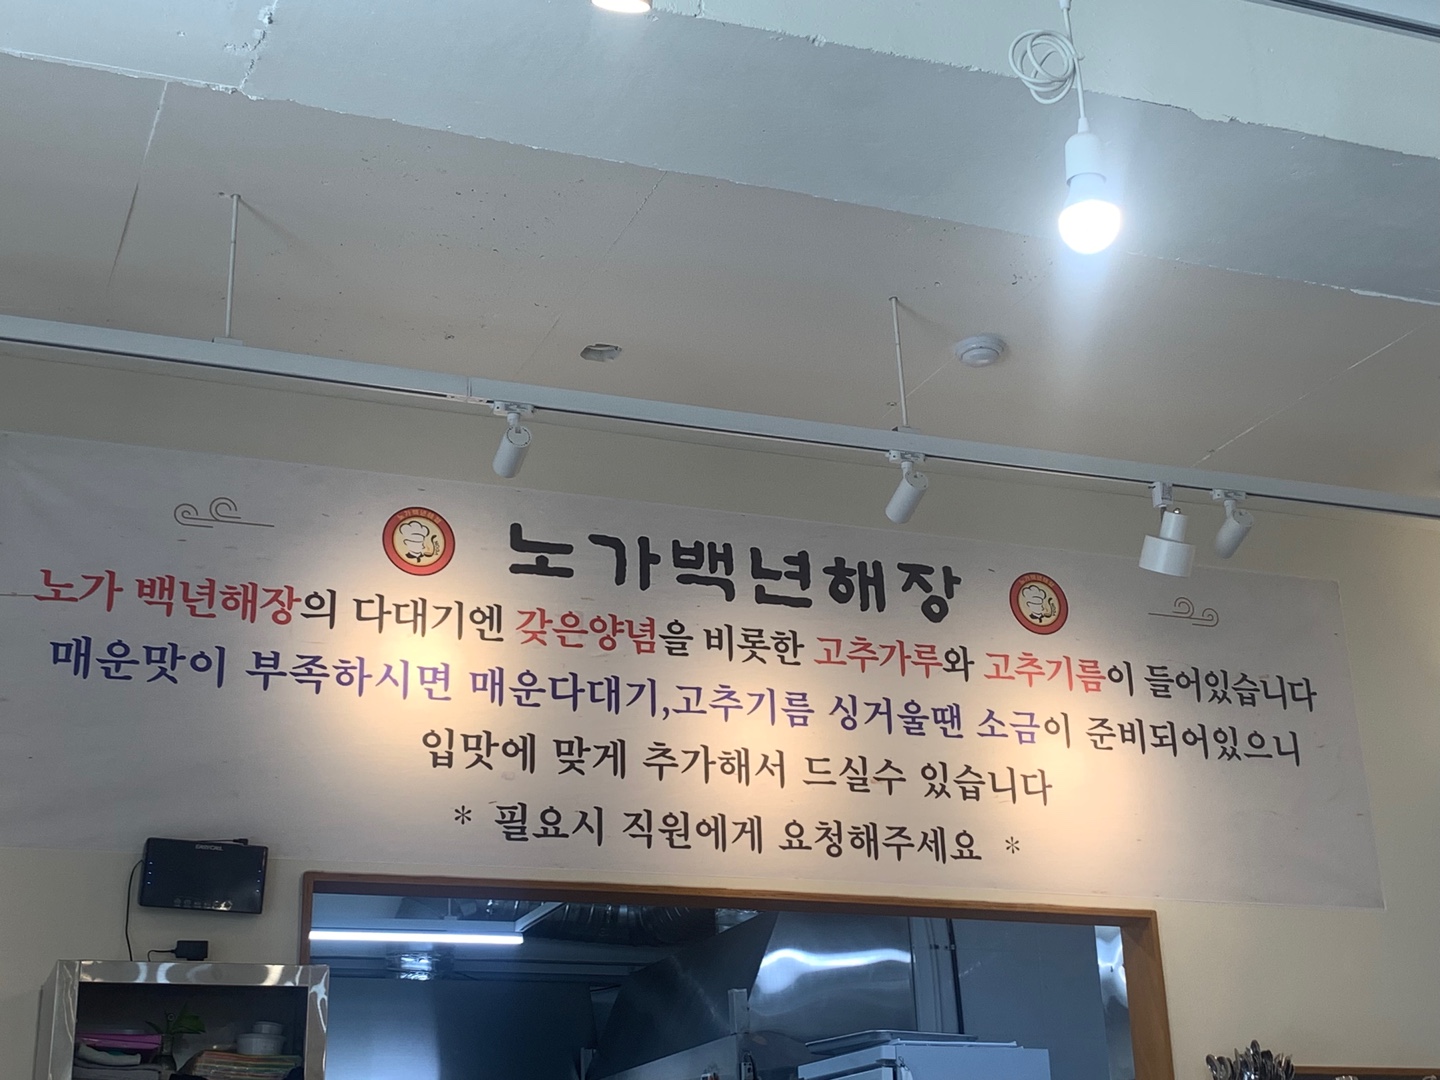 노가백년해장
노가 백년해장의 다대기엔 갖은양념을 비롯한 고추가루와 고추기름이 들어있습니다
매운맛이 부족하시면 매운다대기,고추기름 싱거울땐 소금이 준비되어있으니
입맛에 맞게 추가해서 드실수 있습니다
* 필요시 직원에게 요청해주세요 *